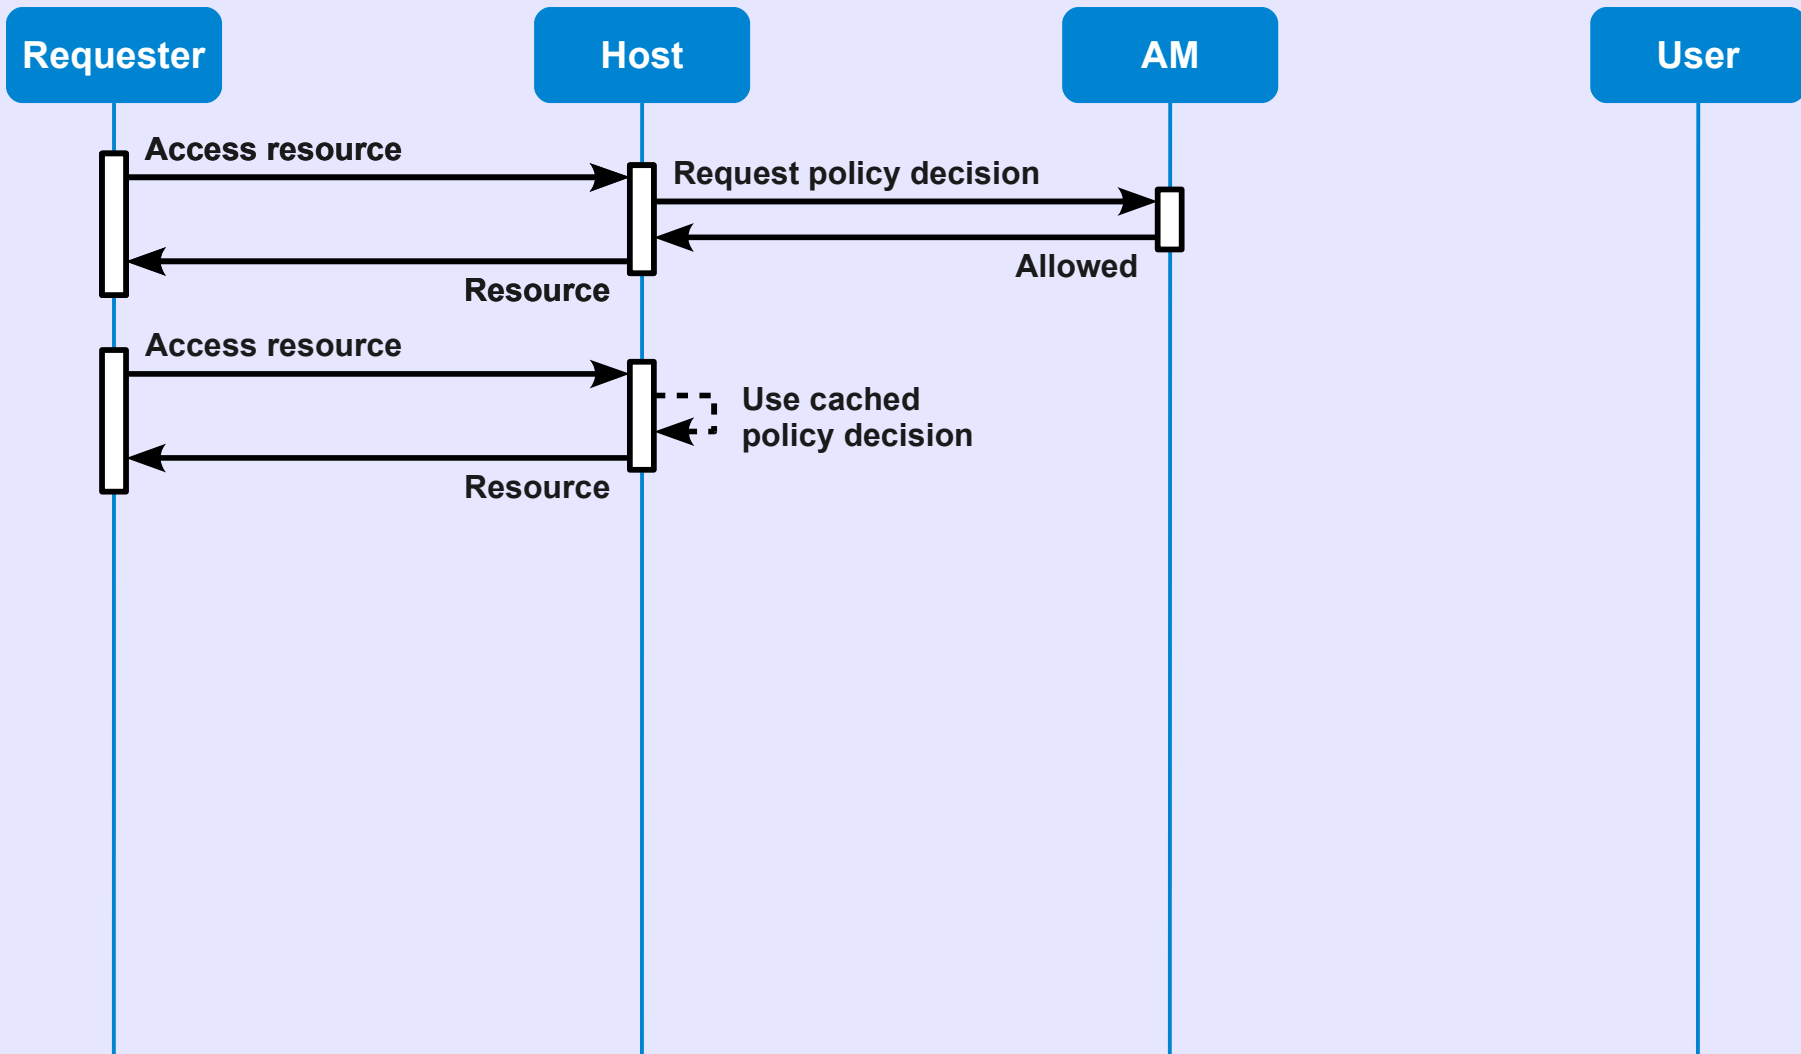 Requester
Host
AM
User
Access resource
Request policy decision
Allowed
Resource
Access resource
Use cached
policy decision
Resource